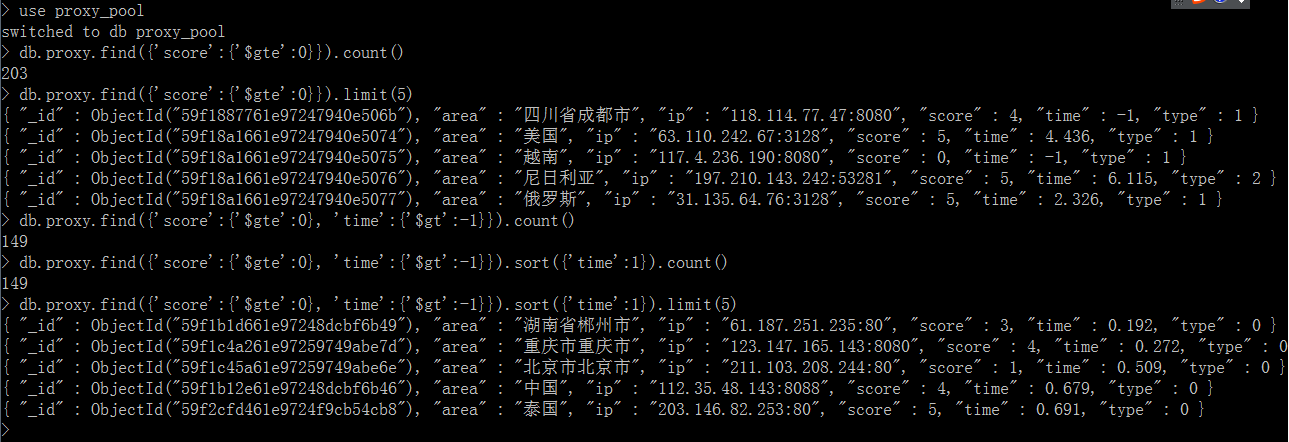 > use proxy_pool
switched to db proxy_pool
> db.proxy.find({'score':{'$gte':0}}).count()
203
> db.proxy.find({'score':{'$gte':0}}).limit(5)
{ "_id" : ObjectId("59f1887761e97247940e506b"), "area" : "四川省成都市", "ip" : "118.114.77.47:8080", "score" : 4, "time" : -1, "type" : 1 }
{ "_id" : ObjectId("59f18a1661e97247940e5074"), "area" : "美国", "ip" : "63.110.242.67:3128", "score" : 5, "time" : 4.436, "type" : 1 }
{ "_id" : ObjectId("59f18a1661e97247940e5075"), "area" : "越南", "ip" : "117.4.236.190:8080", "score" : 0, "time" : -1, "type" : 1 }
{ "_id" : ObjectId("59f18a1661e97247940e5076"), "area" : "尼日利亚", "ip" : "197.210.143.242:53281", "score" : 5, "time" : 6.115, "type" : 2 }
{ "_id" : ObjectId("59f18a1661e97247940e5077"), "area" : "俄罗斯", "ip" : "31.135.64.76:3128", "score" : 5, "time" : 2.326, "type" : 1 }
> db.proxy.find({'score':{'$gte':0}, 'time':{'$gt':-1}}).count()
149
> db.proxy.find({'score':{'$gte':0}, 'time':{'$gt':-1}}).sort({'time':1}).count()
149
> db.proxy.find({'score':{'$gte':0}, 'time':{'$gt':-1}}).sort({'time':1}).limit(5)
{ "_id" : ObjectId("59f1b1d661e97248dcbf6b49"), "area" : "湖南省郴州市", "ip" : "61.187.251.235:80", "score" : 3, "time" : 0.192, "type" : 0 }
{ "_id" : ObjectId("59f1c4a261e97259749abe7d"), "area" : "重庆市重庆市", "ip" : "123.147.165.143:8080", "score" : 4, "time" : 0.272, "type" : 0
{ "_id" : ObjectId("59f1c45a61e97259749abe6e"), "area" : "北京市北京市", "ip" : "211.103.208.244:80", "score" : 1, "time" : 0.509, "type" : 0 }
{ "_id" : ObjectId("59f1b12e61e97248dcbf6b46"), "area" : "中国", "ip" : "112.35.48.143:8088", "score" : 4, "time" : 0.679, "type" : 0 }
{ "_id" : ObjectId("59f2cfd461e9724f9cb54cb8"), "area" : "泰国", "ip" : "203.146.82.253:80", "score" : 5, "time" : 0.691, "type" : 0 }
>